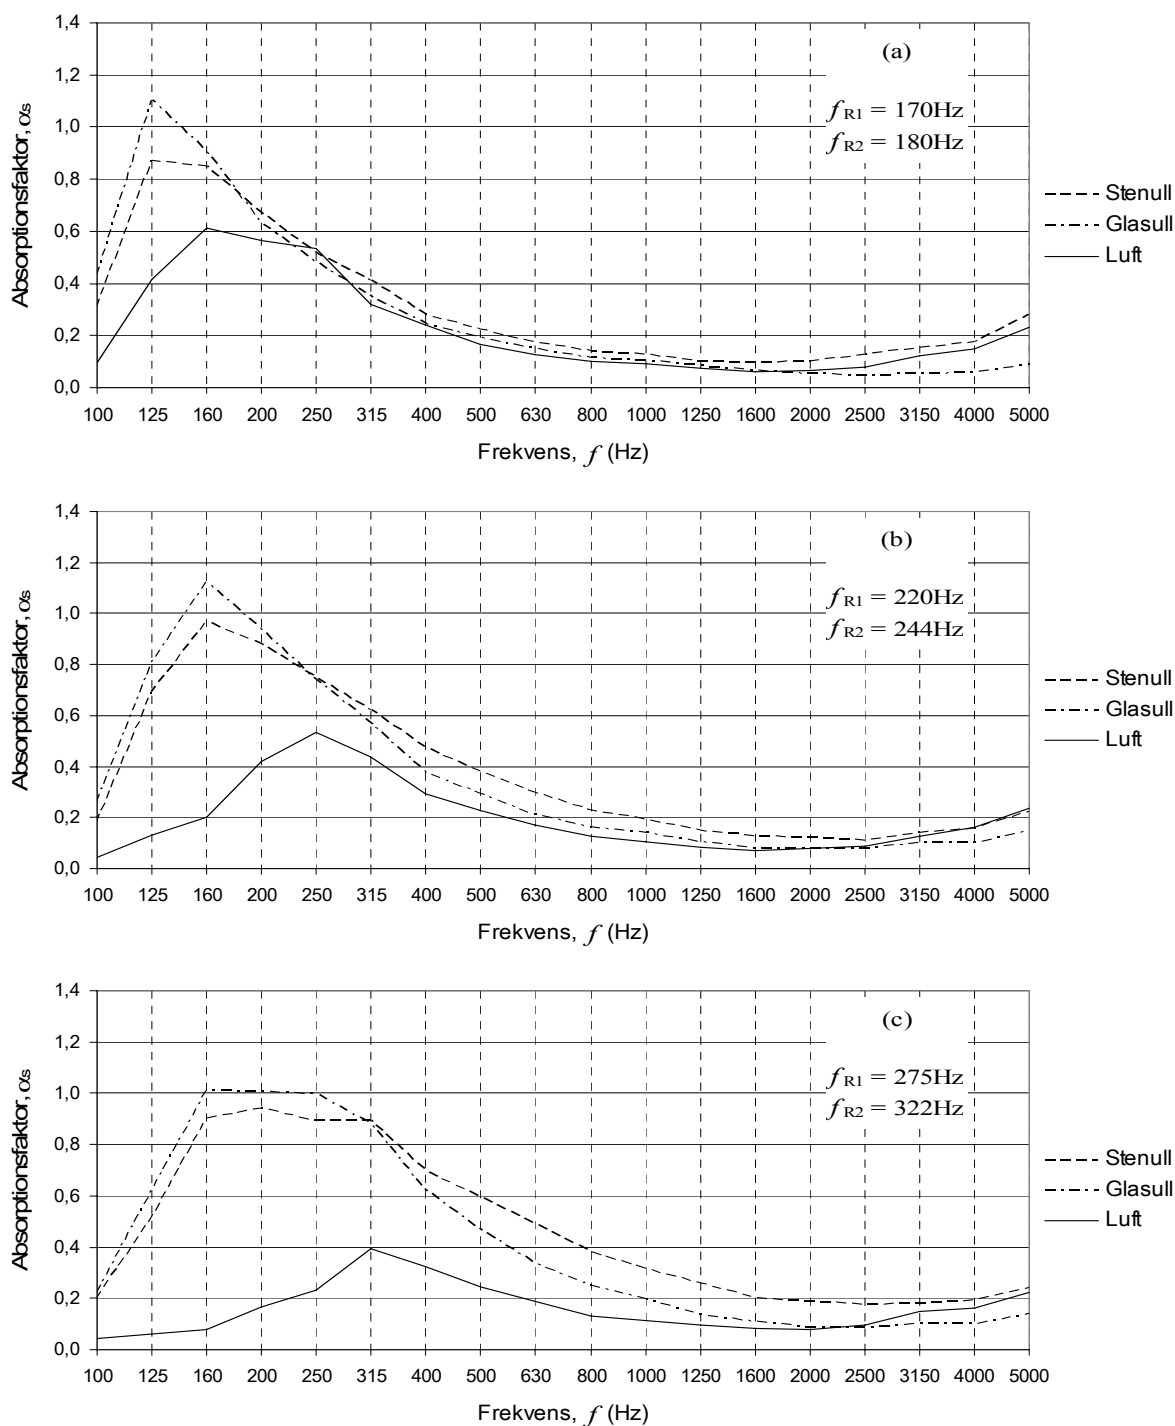 1,4
1,2
1,0
0,8
0,6
0,4
0,2
0,0
Absorptionsfaktor, αs
(a)
fR1 = 170Hz
fR2 = 180Hz
Stenull
Glasull
Luft
100 125 160 200 250 315 400 500 630 800 1000 1250 1600 2000 2500 3150 4000 5000
Frekvens, f (Hz)
1,4
1,2
1,0
0,8
0,6
0,4
0,2
0,0
Absorptionsfaktor, αs
(b)
fR1 = 220Hz
fR2 = 244Hz
Stenull
Glasull
Luft
100 125 160 200 250 315 400 500 630 800 1000 1250 1600 2000 2500 3150 4000 5000
Frekvens, f (Hz)
1,4
1,2
1,0
0,8
0,6
0,4
0,2
0,0
Absorptionsfaktor, αs
(c)
fR1 = 275Hz
fR2 = 322Hz
Stenull
Glasull
Luft
100 125 160 200 250 315 400 500 630 800 1000 1250 1600 2000 2500 3150 4000 5000
Frekvens, f (Hz)